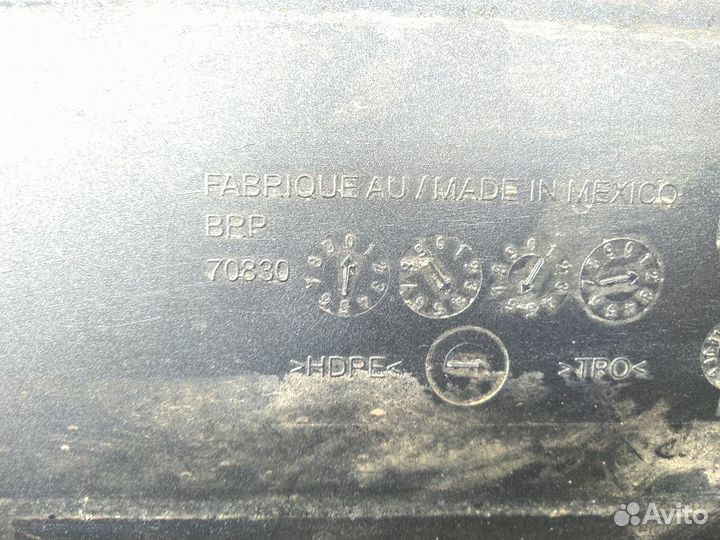 FABRIQUE AU / MADE IN MEXICO
BRP
70830
>HDPE< >TPO<
Avito